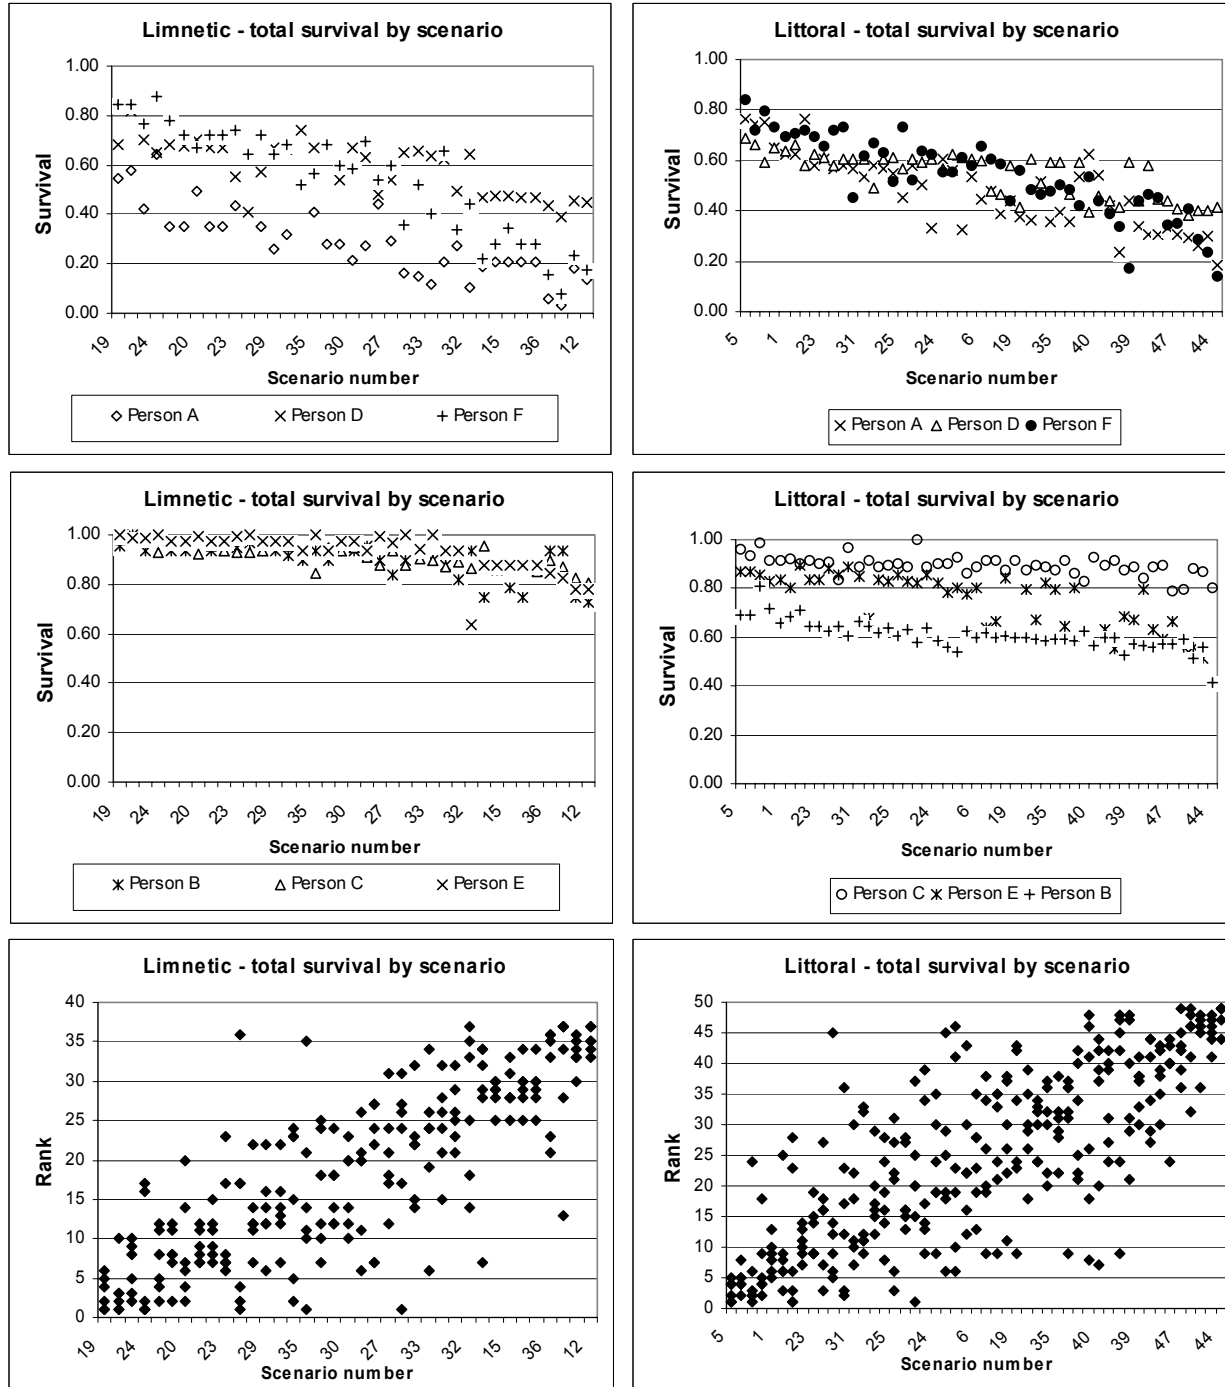 Limnetic - total survival by scenario
1.00
0.80
0.60
0.40
0.20
0.00
Survival
19 24 20 22 29 35 30 27 33 32 15 36 12
Scenario number
Person A Person D Person F
Littoral - total survival by scenario
1.00
0.80
0.60
0.40
0.20
0.00
Survival
5 1 23 31 25 24 6 19 35 40 39 47 44
Scenario number
Person A Person D Person F
Limnetic - total survival by scenario
1.00
0.80
0.60
0.40
0.20
0.00
Survival
19 24 20 23 29 35 30 27 33 32 15 36 12
Scenario number
Person B Person C Person E
Littoral - total survival by scenario
1.00
0.80
0.60
0.40
0.20
0.00
Survival
5 1 23 31 25 24 6 19 35 40 39 47 44
Scenario number
Person C Person E Person B
Limnetic - total survival by scenario
40
35
30
25
20
15
10
5
0
Rank
19 24 20 23 29 35 30 27 33 32 15 36 12
Scenario number
Littoral - total survival by scenario
50
45
40
35
30
25
20
15
10
5
0
Rank
5 1 23 31 25 24 6 19 35 40 39 47 44
Scenario number